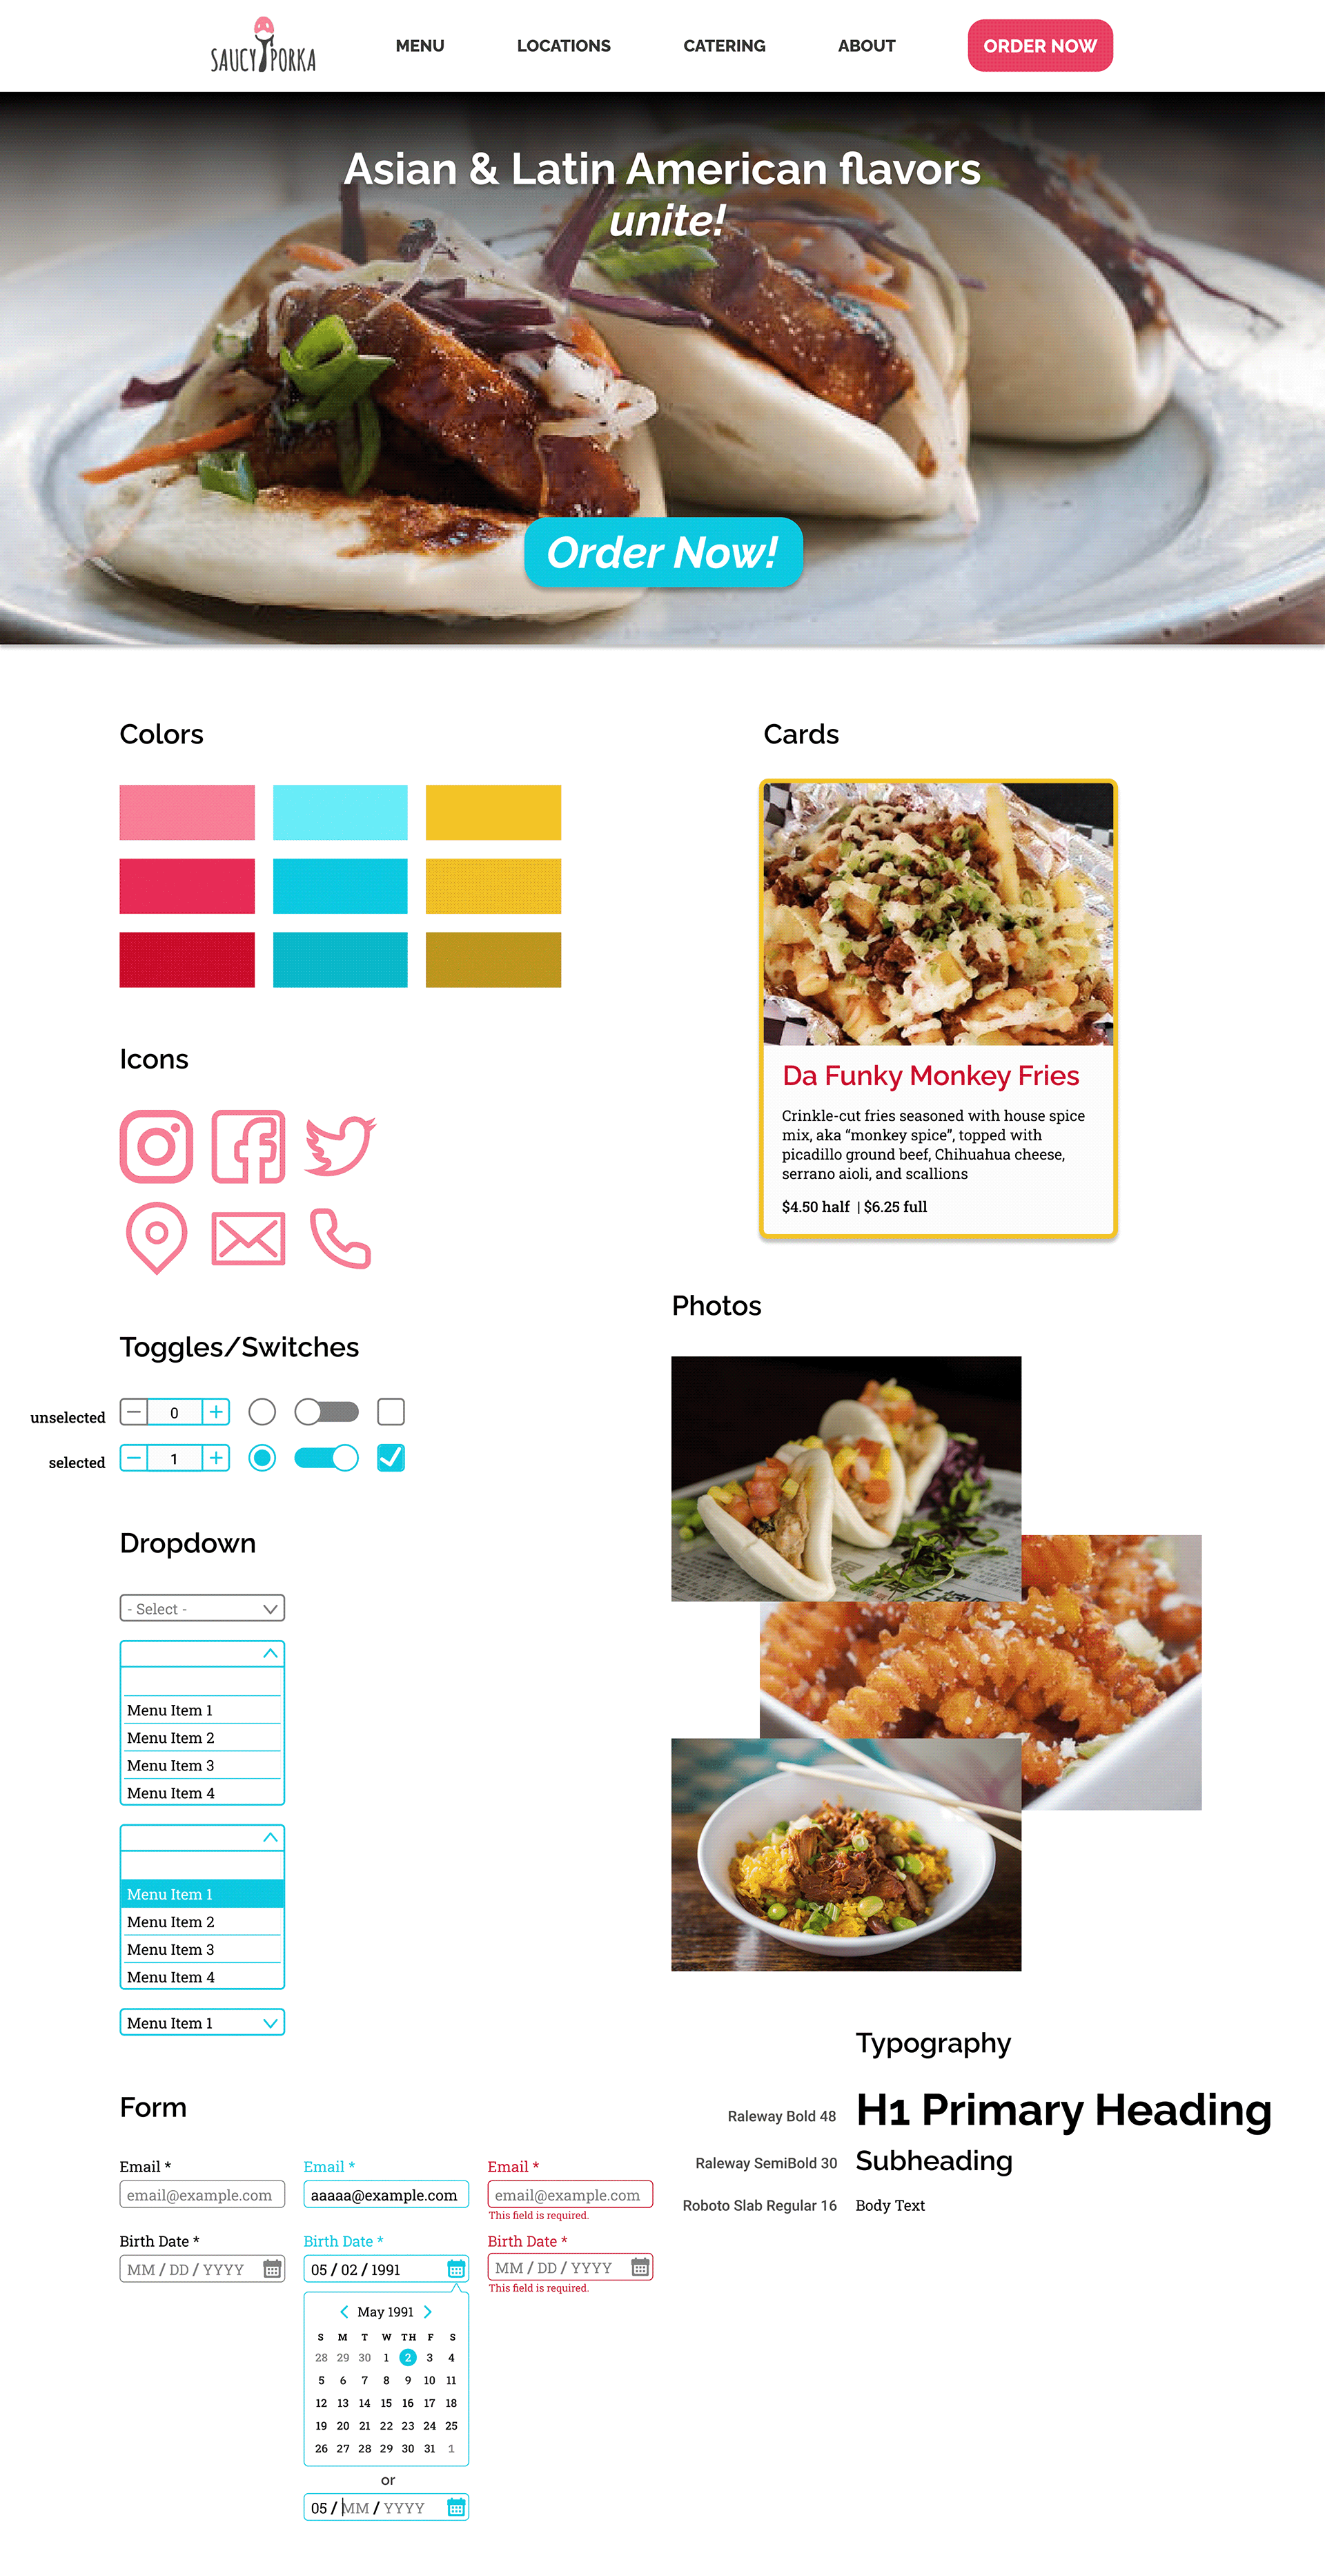 SAUCY PORKA
MENU
LOCATIONS
CATERING
ABOUT
ORDER NOW
Asian & Latin American flavors
unite!
Order Now!
Colors
Icons
Toggles/Switches
unselected
0
selected
1
Dropdown
- Select -
Menu Item 1
Menu Item 2
Menu Item 3
Menu Item 4
Menu Item 1
Menu Item 2
Menu Item 3
Menu Item 4
Menu Item 1
Form
Email *
email@example.com
Birth Date *
MM / DD / YYYY
Email *
aaaaa@example.com
Birth Date *
05 / 02 / 1991
May 1991
S M T W TH F S
28 29 30 1 2 3 4
5 6 7 8 9 10 11
12 13 14 15 16 17 18
19 20 21 22 23 24 25
26 27 28 29 30 31 1
or
05 / MM / YYYY
Email *
email@example.com
This field is required.
Birth Date *
MM / DD / YYYY
This field is required.
Cards
Da Funky Monkey Fries
Crinkle-cut fries seasoned with house spice
mix, aka “monkey spice”, topped with
picadillo ground beef, Chihuahua cheese,
serrano aioli, and scallions
$4.50 half | $6.25 full
Photos
Typography
Raleway Bold 48
H1 Primary Heading
Raleway SemiBold 30
Subheading
Roboto Slab Regular 16
Body Text